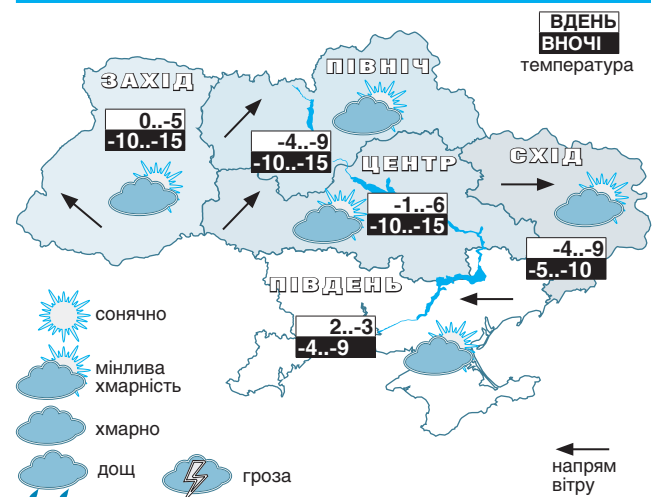 ВДЕНЬ
ВНОЧІ
температура
ПІВНІЧ
ЗАХІД
0..-5
-10..-15
-4..-9
-10..-15
ЦЕНТР
СХІД
-1..-6
-10..-15
-4..-9
-5..-10
ПІВДЕНЬ
2..-3
-4..-9
сонячно
мінлива
хмарність
хмарно
дощ
гроза
напрям
вітру